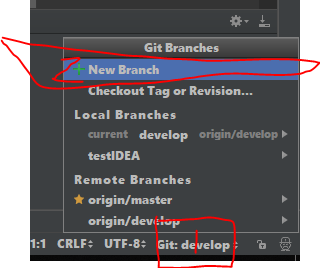 Git Branches
New Branch
Checkout Tag or Revision...
Local Branches
current develop origin/develop
testIDEA
Remote Branches
origin/master
origin/develop
1:1 CRLF UTF-8 Git: develop